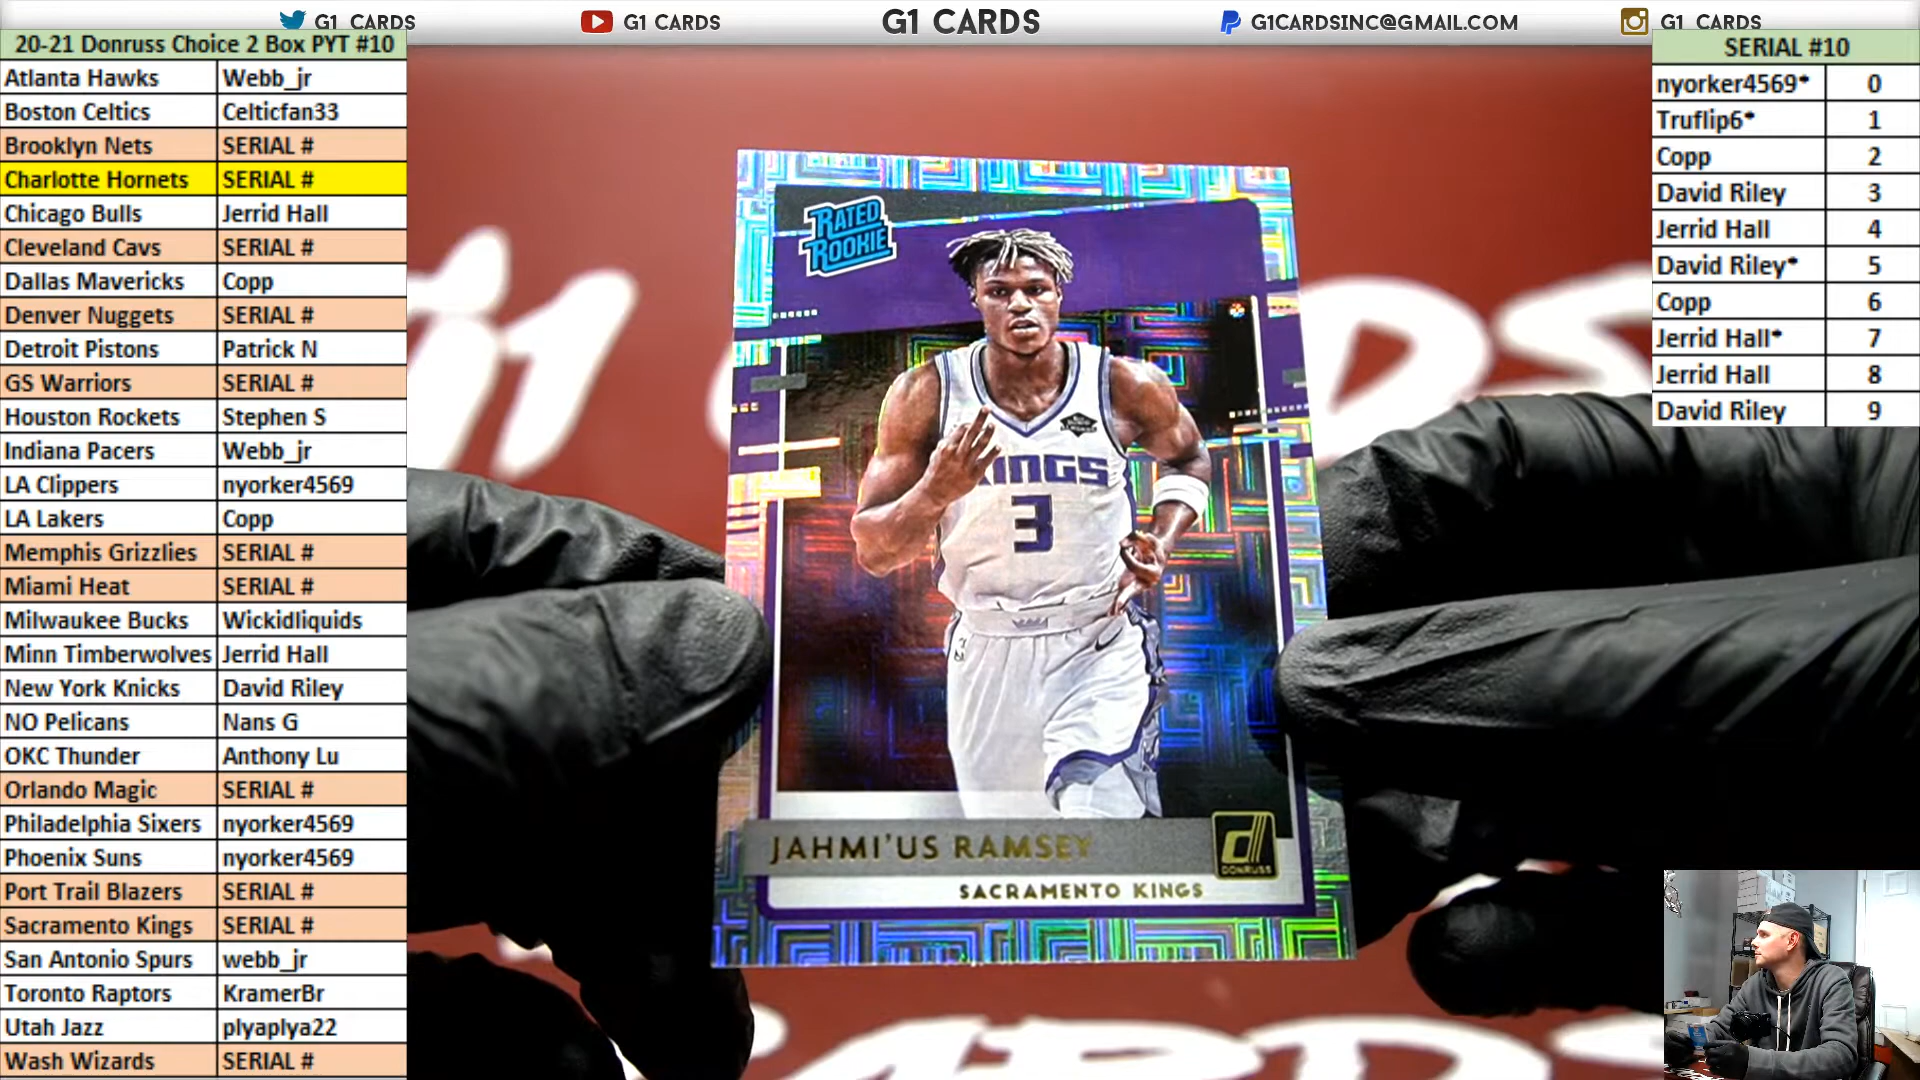 G1 CARDS
G1 CARDS
G1 CARDS
G1CARDSINC@GMAIL.COM
G1 CARDS
20-21 Donruss Choice 2 Box PYT #10
Atlanta Hawks Webb_jr
Boston Celtics Celticfan33
Brooklyn Nets SERIAL #
Charlotte Hornets SERIAL #
Chicago Bulls Jerrid Hall
Cleveland Cavs SERIAL #
Dallas Mavericks Copp
Denver Nuggets SERIAL #
Detroit Pistons Patrick N
GS Warriors SERIAL #
Houston Rockets Stephen S
Indiana Pacers Webb_jr
LA Clippers nyorker4569
LA Lakers Copp
Memphis Grizzlies SERIAL #
Miami Heat SERIAL #
Milwaukee Bucks Wickidliquids
Minn Timberwolves Jerrid Hall
New York Knicks David Riley
NO Pelicans Nans G
OKC Thunder Anthony Lu
Orlando Magic SERIAL #
Philadelphia Sixers nyorker4569
Phoenix Suns nyorker4569
Port Trail Blazers SERIAL #
Sacramento Kings SERIAL #
San Antonio Spurs webb_jr
Toronto Raptors KramerBr
Utah Jazz plyaplya22
Wash Wizards SERIAL #
RATED
ROOKIE
KINGS
3
JAHMI'US RAMSEY
d
DONRUSS
SACRAMENTO KINGS
SERIAL #10
nyorker4569* 0
Truflip6* 1
Copp 2
David Riley 3
Jerrid Hall 4
David Riley* 5
Copp 6
Jerrid Hall* 7
Jerrid Hall 8
David Riley 9